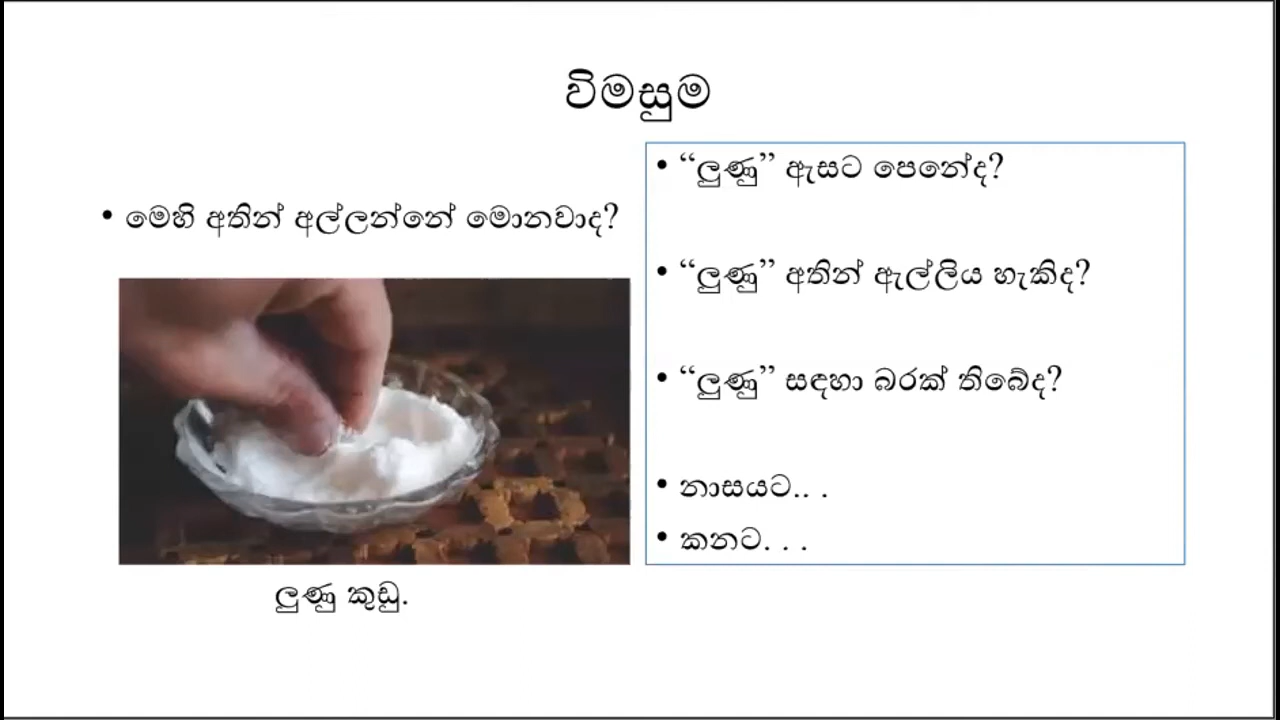 විමසුම
• මෙහි අතින් අල්ලන්නේ මොනවාද?
ලුණු කුඩු.
• “ලුණු” ඇසට පෙනේද?
• “ලුණු” අතින් ඇල්ලිය හැකිද?
• “ලුණු” සඳහා බරක් තිබේද?
• නාසයට.. .
• කනට. . .